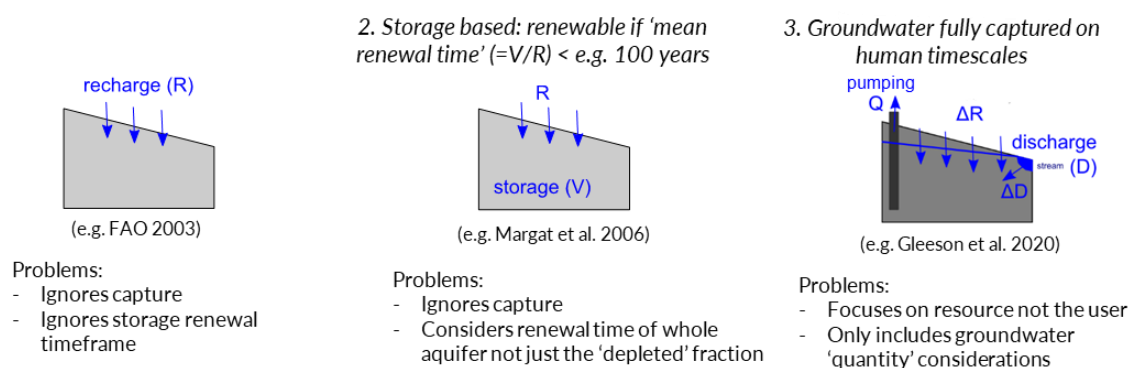 recharge (R)
(e.g. FAO 2003)
Problems:
- Ignores capture
- Ignores storage renewal
timeframe
2. Storage based: renewable if ‘mean
renewal time’ (=V/R) < e.g. 100 years
R
storage (V)
(e.g. Margat et al. 2006)
Problems:
- Ignores capture
- Considers renewal time of whole
aquifer not just the ‘depleted’ fraction
3. Groundwater fully captured on
human timescales
pumping
Q
ΔR
discharge
stream (D)
ΔD
(e.g. Gleeson et al. 2020)
Problems:
- Focuses on resource not the user
- Only includes groundwater
‘quantity’ considerations